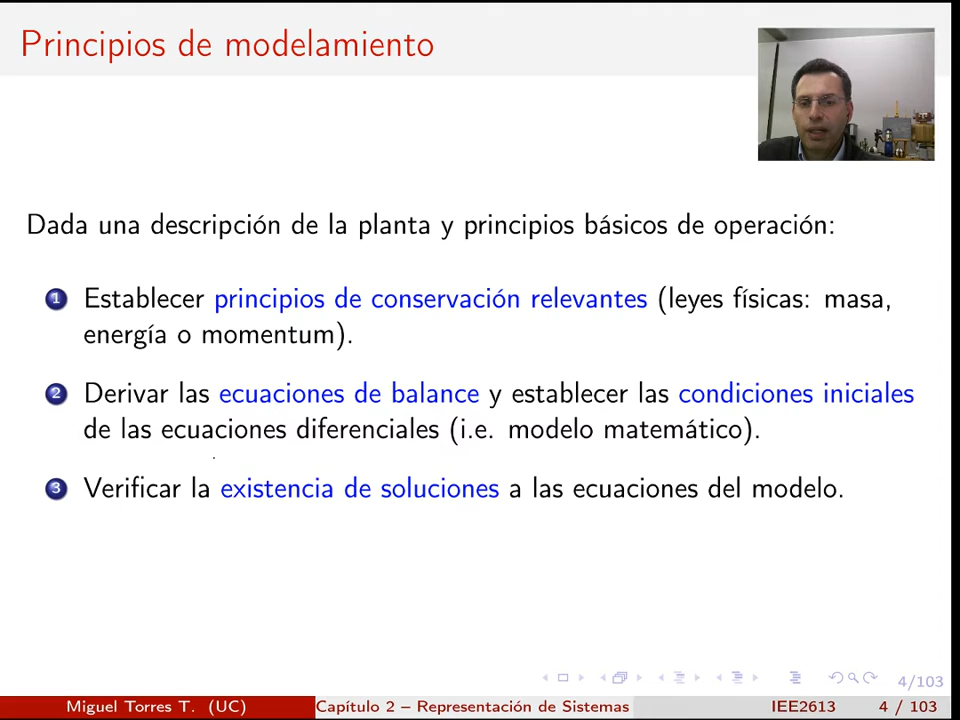 Principios de modelamiento
Dada una descripción de la planta y principios básicos de operación:
1 Establecer principios de conservación relevantes (leyes físicas: masa,
energía o momentum).
2 Derivar las ecuaciones de balance y establecer las condiciones iniciales
de las ecuaciones diferenciales (i.e. modelo matemático).
3 Verificar la existencia de soluciones a las ecuaciones del modelo.
4/103
Miguel Torres T. (UC) Capítulo 2 – Representación de Sistemas IEE2613 4 / 103